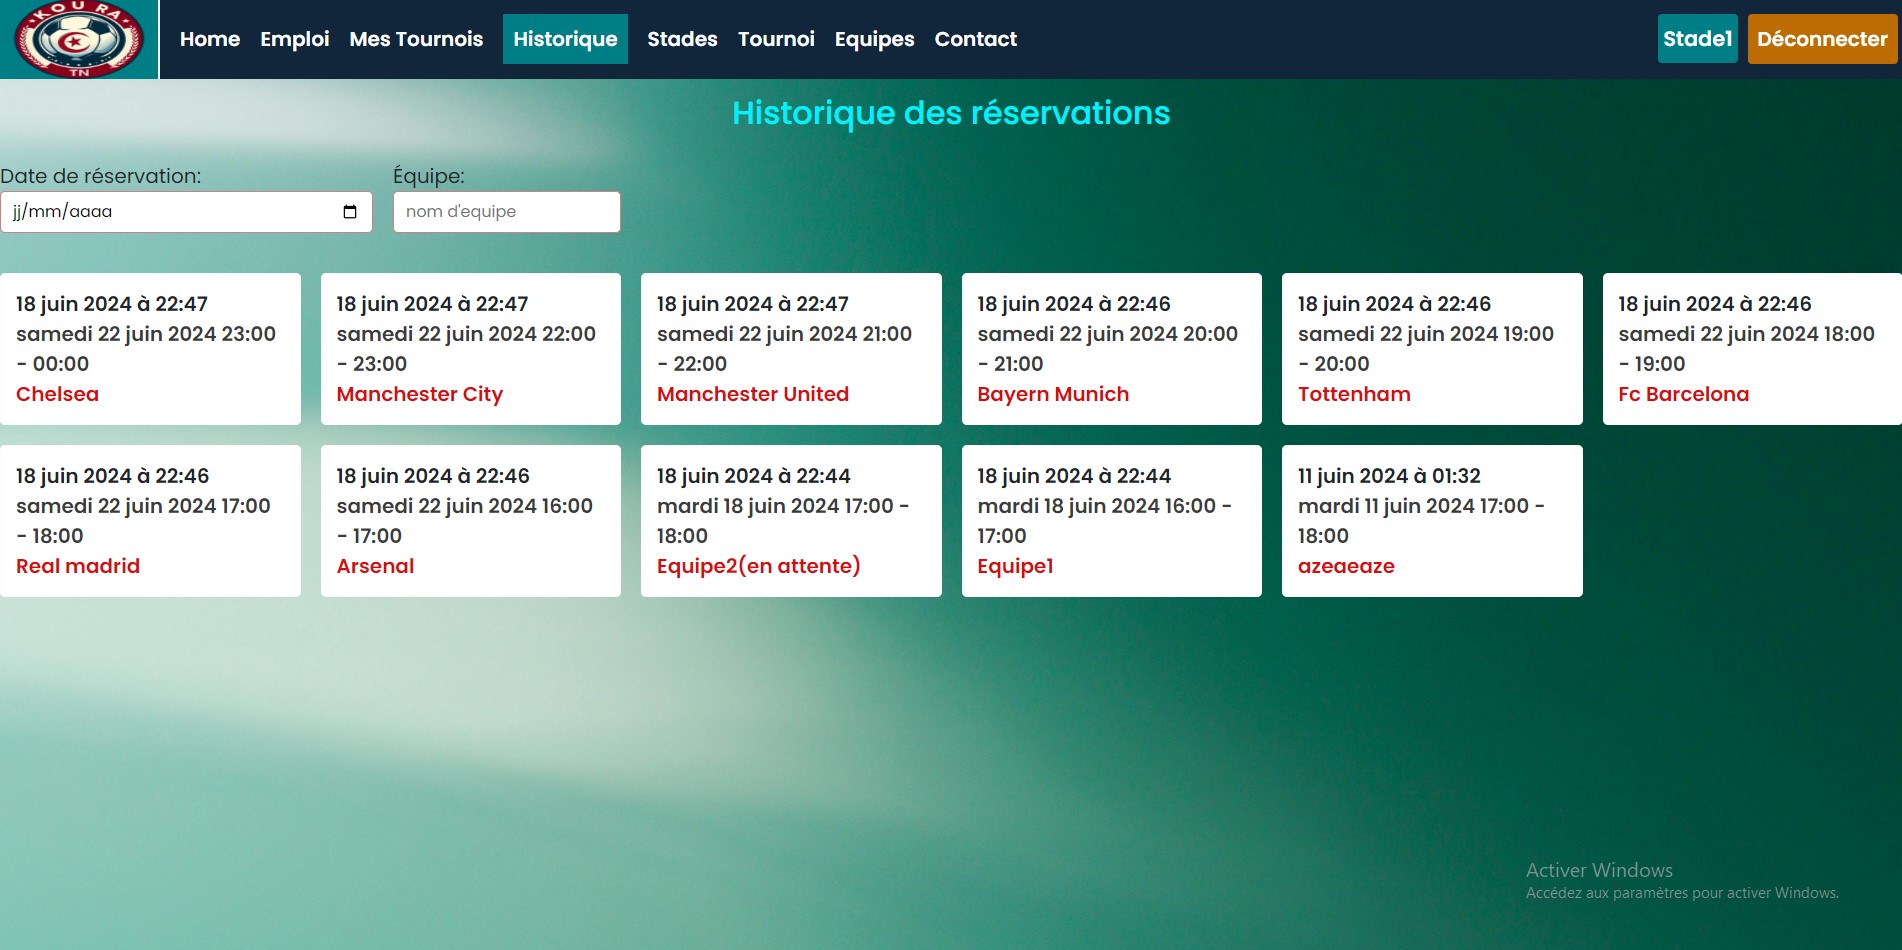 KOURA
TN
Home Emploi Mes Tournois Historique Stades Tournoi Equipes Contact Stade1 Déconnecter
Historique des réservations
Date de réservation: Équipe:
jj/mm/aaaa nom d'equipe
18 juin 2024 à 22:47
samedi 22 juin 2024 23:00
- 00:00
Chelsea
18 juin 2024 à 22:47
samedi 22 juin 2024 22:00
- 23:00
Manchester City
18 juin 2024 à 22:47
samedi 22 juin 2024 21:00
- 22:00
Manchester United
18 juin 2024 à 22:46
samedi 22 juin 2024 20:00
- 21:00
Bayern Munich
18 juin 2024 à 22:46
samedi 22 juin 2024 19:00
- 20:00
Tottenham
18 juin 2024 à 22:46
samedi 22 juin 2024 18:00
- 19:00
Fc Barcelona
18 juin 2024 à 22:46
samedi 22 juin 2024 17:00
- 18:00
Real madrid
18 juin 2024 à 22:46
samedi 22 juin 2024 16:00
- 17:00
Arsenal
18 juin 2024 à 22:44
mardi 18 juin 2024 17:00 -
18:00
Equipe2(en attente)
18 juin 2024 à 22:44
mardi 18 juin 2024 16:00 -
17:00
Equipe1
11 juin 2024 à 01:32
mardi 11 juin 2024 17:00 -
18:00
azeaeaze
Activer Windows
Accédez aux paramètres pour activer Windows.